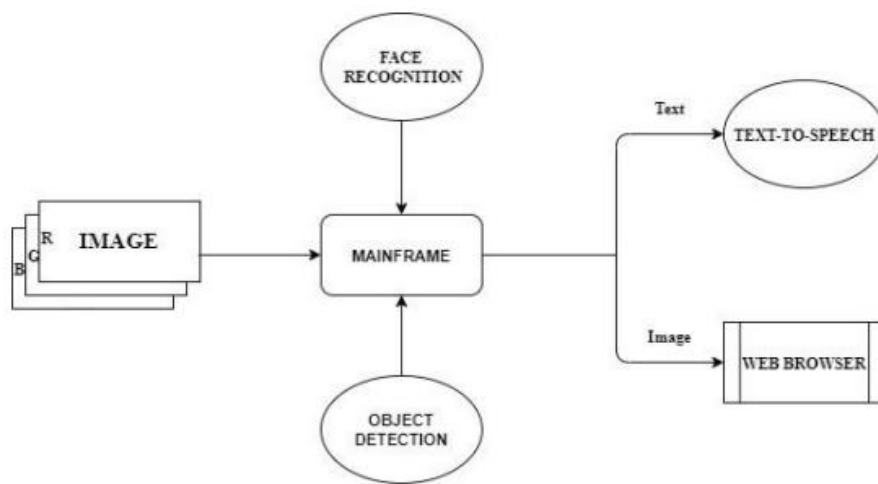 FACE
RECOGNITION
Text
TEXT-TO-SPEECH
R
G
B
IMAGE
MAINFRAME
Image
WEB BROWSER
OBJECT
DETECTION